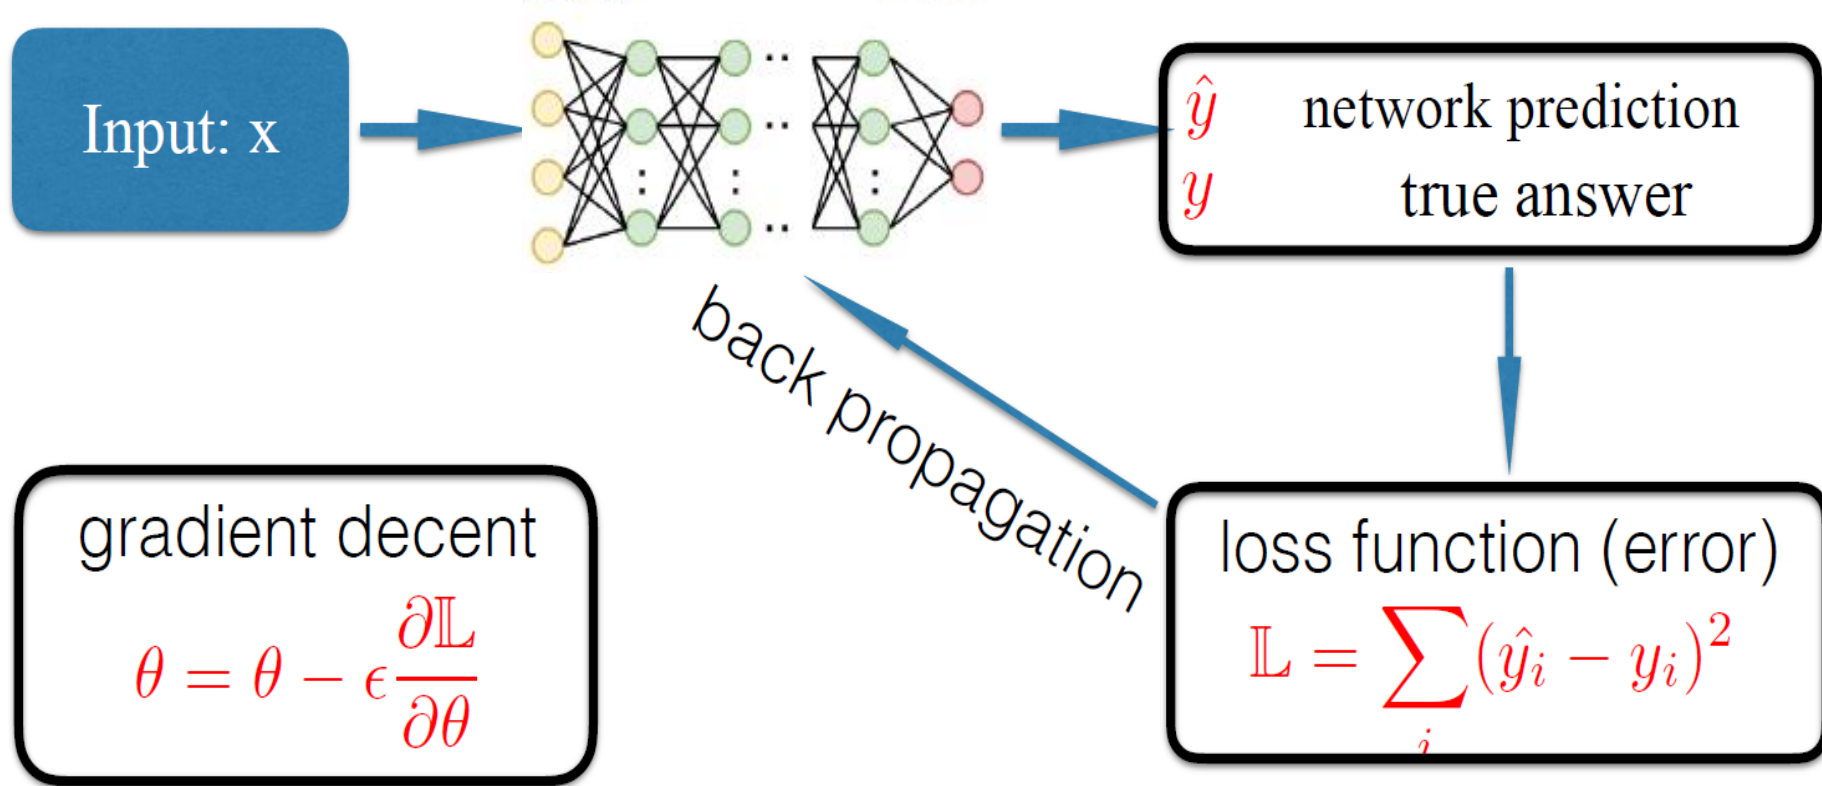 Input: x
ŷ network prediction
y true answer
back propagation
gradient decent
θ = θ − ϵ ∂𝕃/∂θ
loss function (error)
𝕃 = ∑ᵢ (ŷᵢ − yᵢ)²